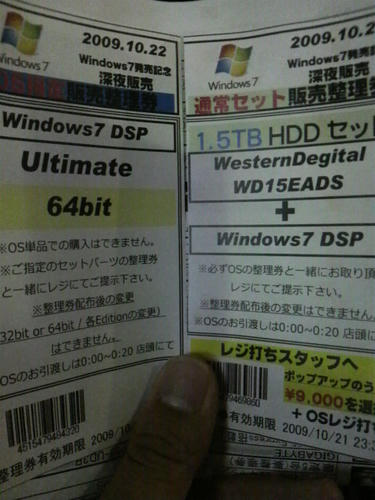 Windows 7
2009.10.22
Windows7発売記念
深夜販売
OS指定 販売整理券
Windows7 DSP
Ultimate
64bit
※OS単品での購入はできません。
※ご指定のセットパーツの整理券
と一緒にレジにてご提示下さい。
※整理券配布後の変更
32bit or 64bit / 各Editionの変更)
はできません。
OSのお引渡しは0:00~0:20 店頭にて
4515479484320
整理券有効期限 2009/10
Windows 7
2009.10.2
Windows7発売記
深夜販売
通常セット 販売整理券
1.5TB HDD セッ
WesternDegital
WD15EADS
+
Windows7 DSP
※必ずOSの整理券と一緒にお取り
レジにてご提示下さい。
※整理券配布後の変更はできません
※OSのお引渡しは0:00~0:20
レジ打ちスタッフへ
ポップアップのう
¥9,000を選
+ OSレジ打
有効期限 2009/10/21 23:
GIGABYTE